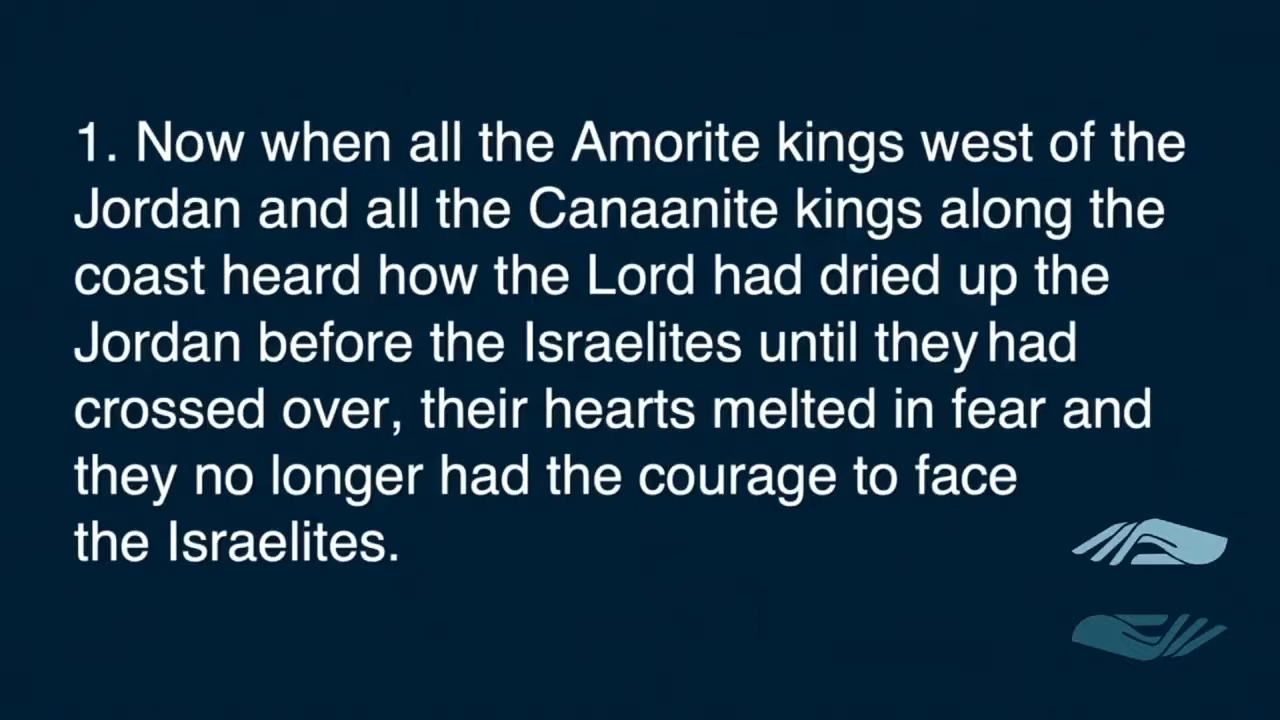 1. Now when all the Amorite kings west of the
Jordan and all the Canaanite kings along the
coast heard how the Lord had dried up the
Jordan before the Israelites until they had
crossed over, their hearts melted in fear and
they no longer had the courage to face
the Israelites.